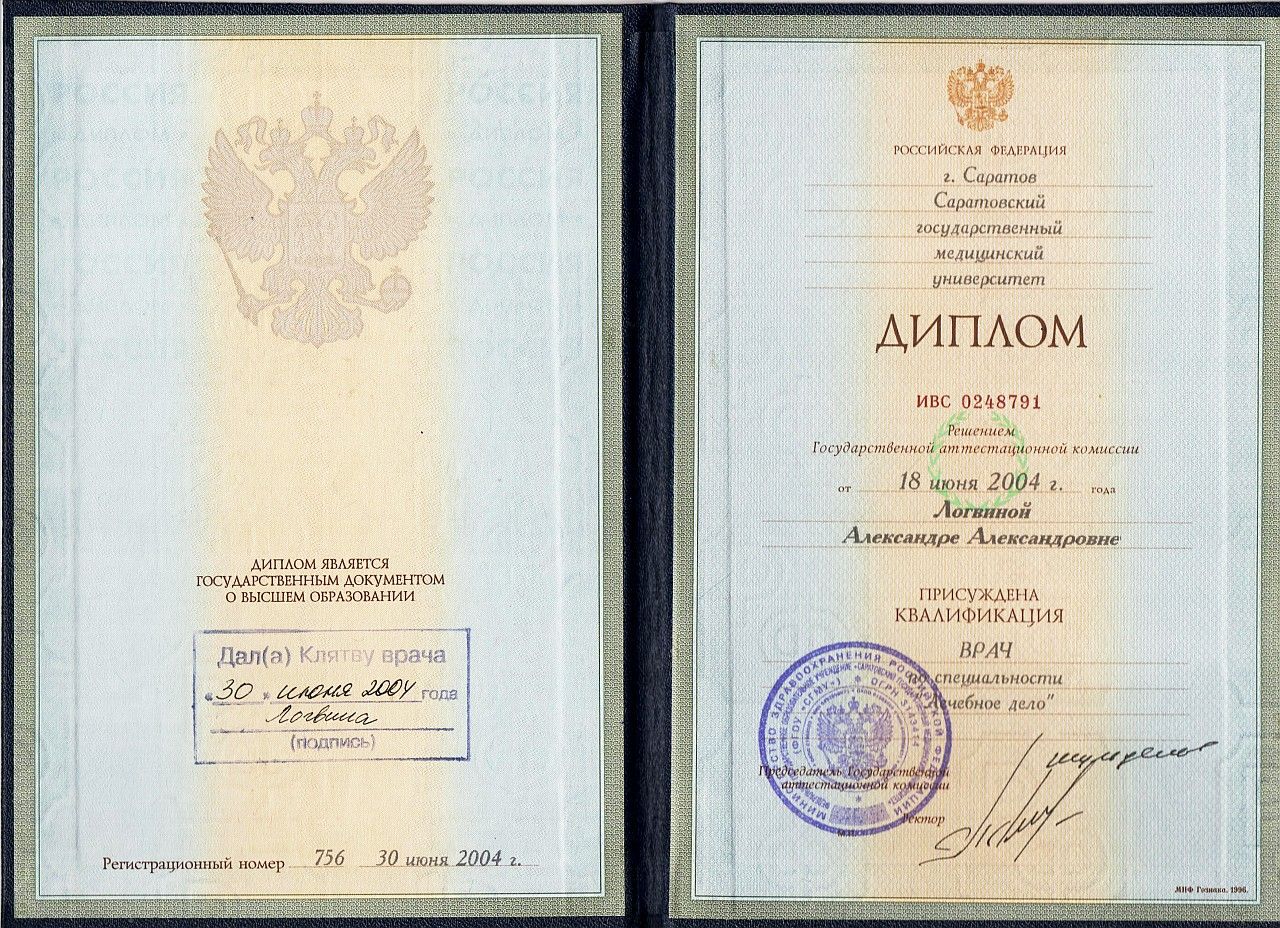 ДИПЛОМ ЯВЛЯЕТСЯ
ГОСУДАРСТВЕННЫМ ДОКУМЕНТОМ
О ВЫСШЕМ ОБРАЗОВАНИИ
Дал(а) Клятву врача
«30» июня 2004 года
Логвина
(подпись)
Регистрационный номер 756 30 июня 2004 г.
РОССИЙСКАЯ ФЕДЕРАЦИЯ
г. Саратов
Саратовский
государственный
медицинский
университет
ДИПЛОМ
ИВС 0248791
Решением
Государственной аттестационной комиссии
от 18 июня 2004 г. года
Логвиной
Александре Александровне
ПРИСУЖДЕНА
КВАЛИФИКАЦИЯ
ВРАЧ
по специальности
"Лечебное дело"
Председатель Государственной
аттестационной комиссии
Ректор
МПФ Гознака. 1996.